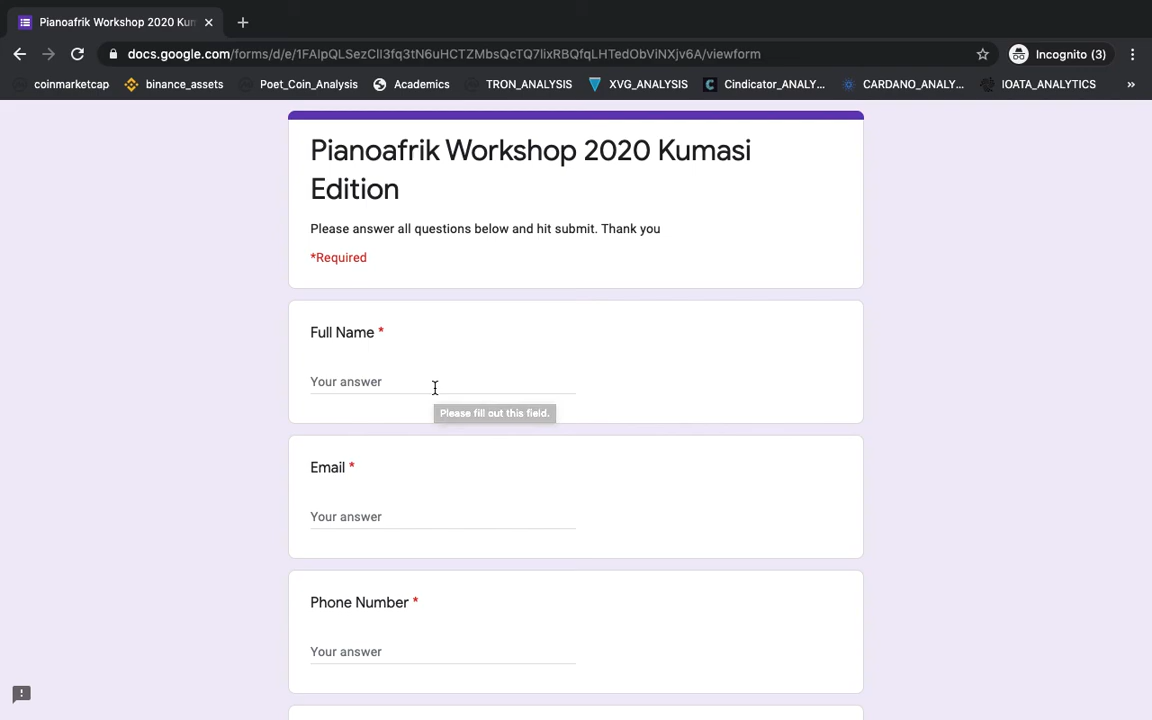 Pianoafrik Workshop 2020 Kum
docs.google.com/forms/d/e/1FAIpQLSezCII3fq3tN6uHCTZMbsQcTQ7lixRBQfqLHTedObViNXjv6A/viewform
Incognito (3)
coinmarketcap binance_assets Poet_Coin_Analysis Academics TRON_ANALYSIS XVG_ANALYSIS Cindicator_ANALY... CARDANO_ANALY... IOATA_ANALYTICS »
Pianoafrik Workshop 2020 Kumasi
Edition
Please answer all questions below and hit submit. Thank you
*Required
Full Name *
Your answer
Please fill out this field.
Email *
Your answer
Phone Number *
Your answer